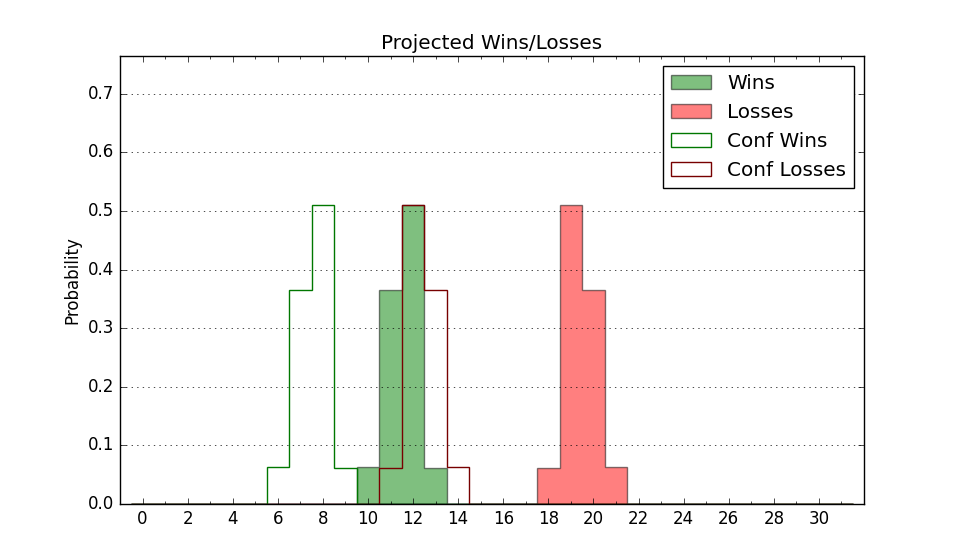 Projected Wins/Losses
Wins
Losses
Conf Wins
Conf Losses
Probability
0.7
0.6
0.5
0.4
0.3
0.2
0.1
0.0
0 2 4 6 8 10 12 14 16 18 20 22 24 26 28 30